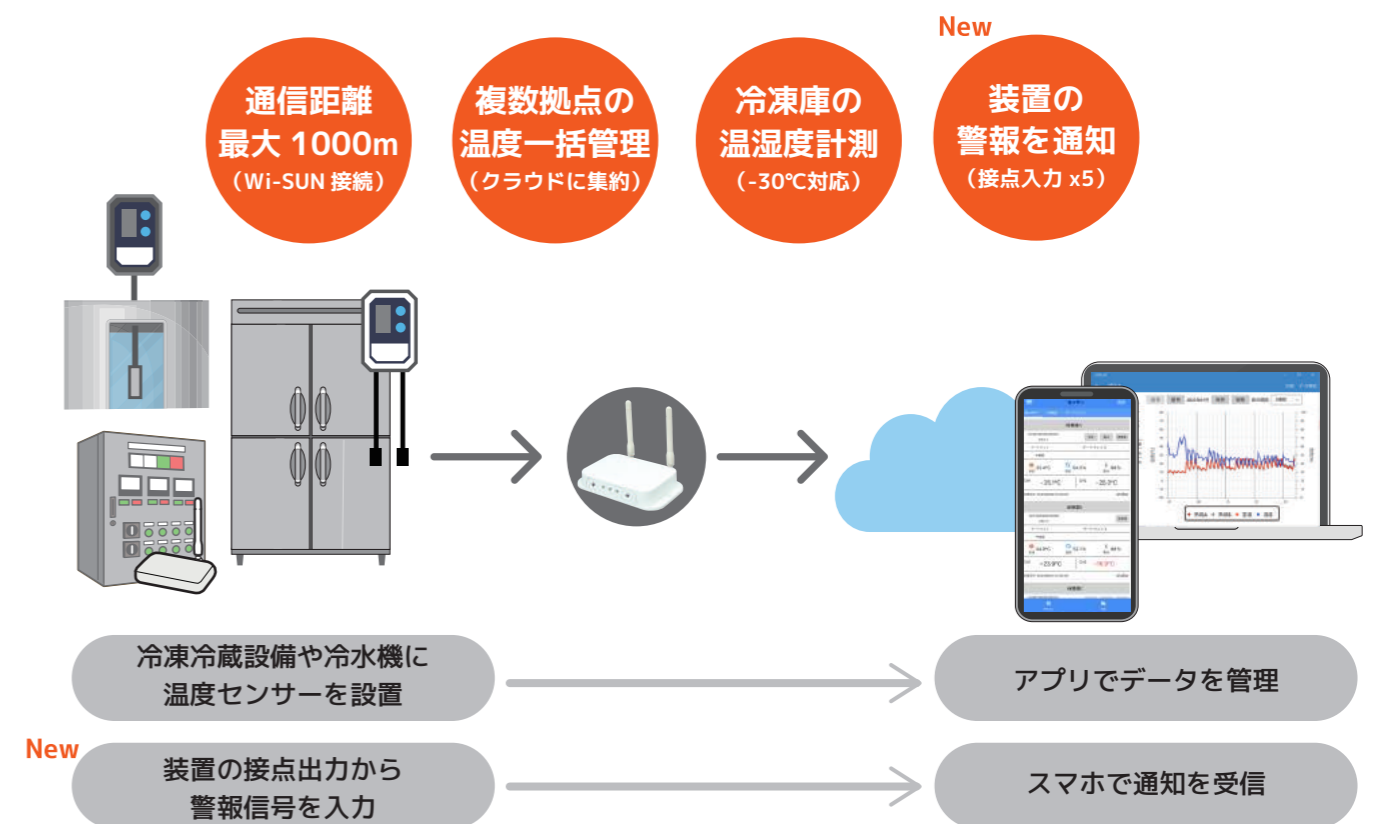 New
通信距離
最大 1000m
(Wi-SUN 接続)
複数拠点の
温度一括管理
(クラウドに集約)
冷凍庫の
温湿度計測
(-30℃対応)
装置の
警報を通知
(接点入力 x5)
冷凍冷蔵設備や冷水機に
温度センサーを設置
アプリでデータを管理
New
装置の接点出力から
警報信号を入力
スマホで通知を受信